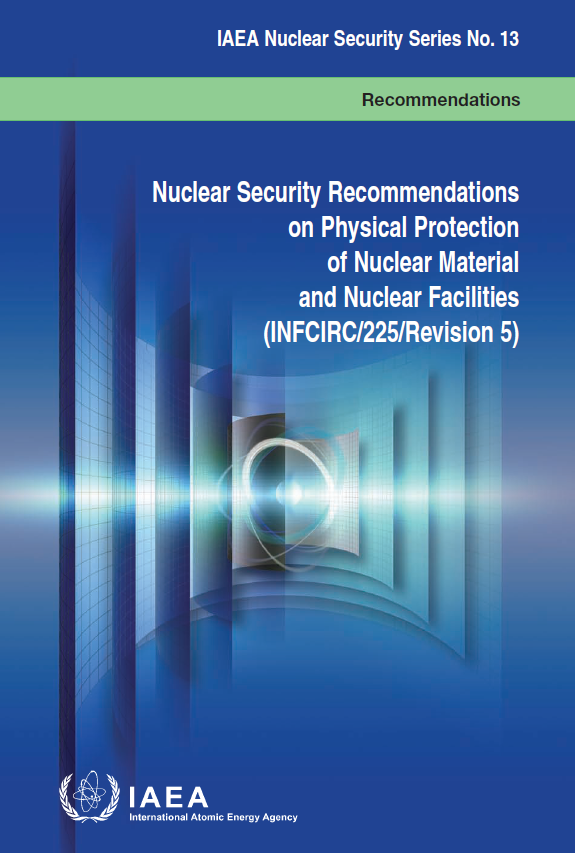 IAEA Nuclear Security Series No. 13
Recommendations
Nuclear Security Recommendations
on Physical Protection
of Nuclear Material
and Nuclear Facilities
(INFCIRC/225/Revision 5)
IAEA
International Atomic Energy Agency